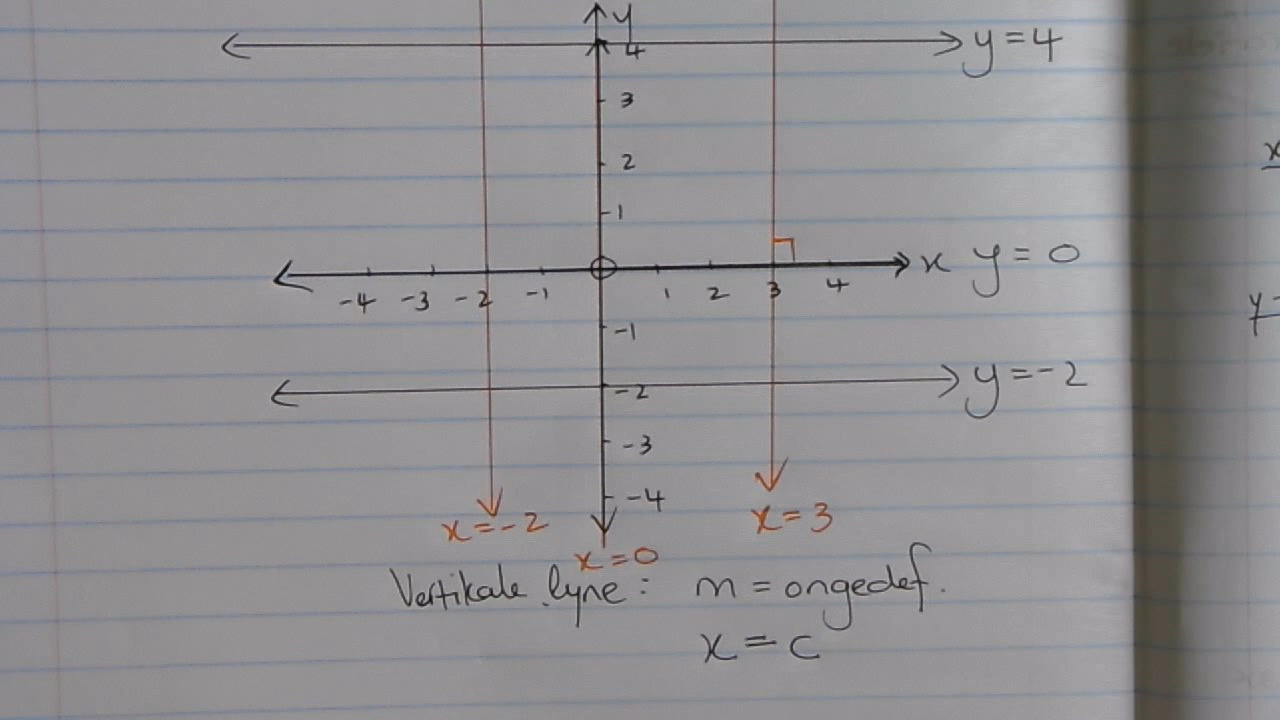 y
y = 4
4
3
2
1
x y = 0
-4 -3 -2 -1 1 2 3 4
-1
y = -2
-2
-3
-4
x = -2
x = 3
x = 0
Vertikale lyne : m = ongedef.
x = c
x
y